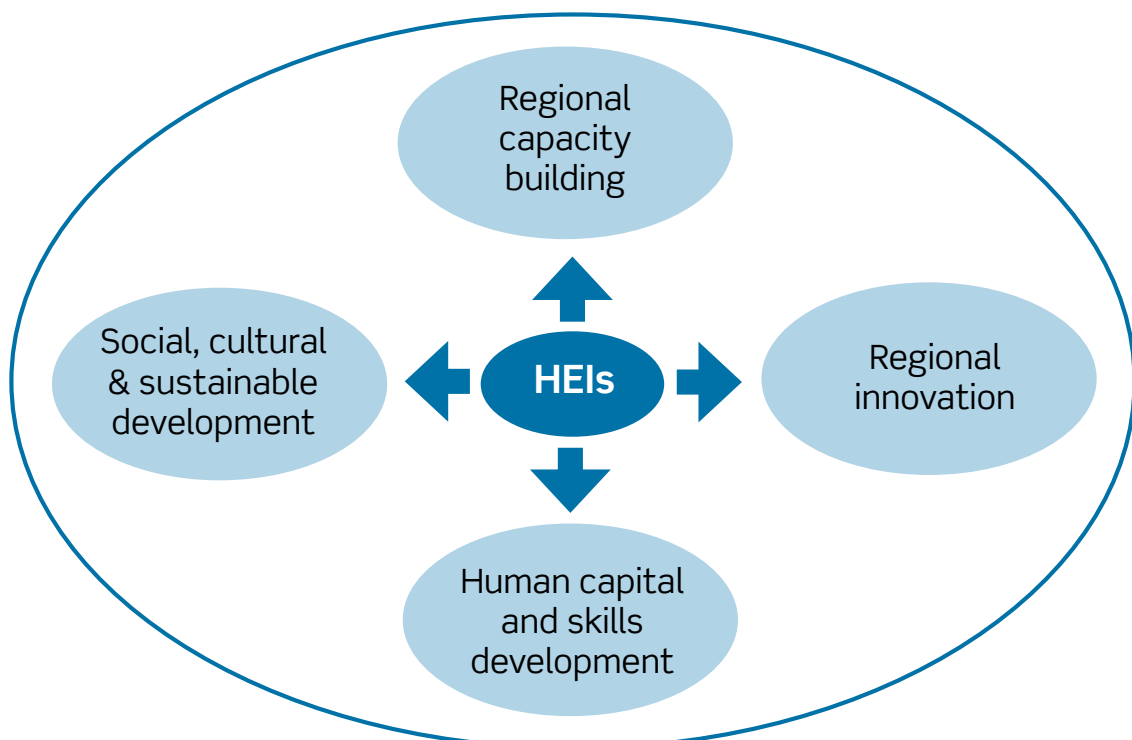 Regional
capacity
building
Social, cultural
& sustainable
development
HEIs
Regional
innovation
Human capital
and skills
development